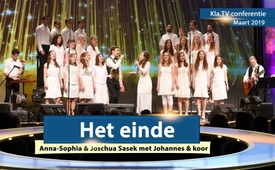 Kla.TV conferentie
Maart 2019
Het einde
Anna-Sophia & Joschua Sasek met Johannes & koor